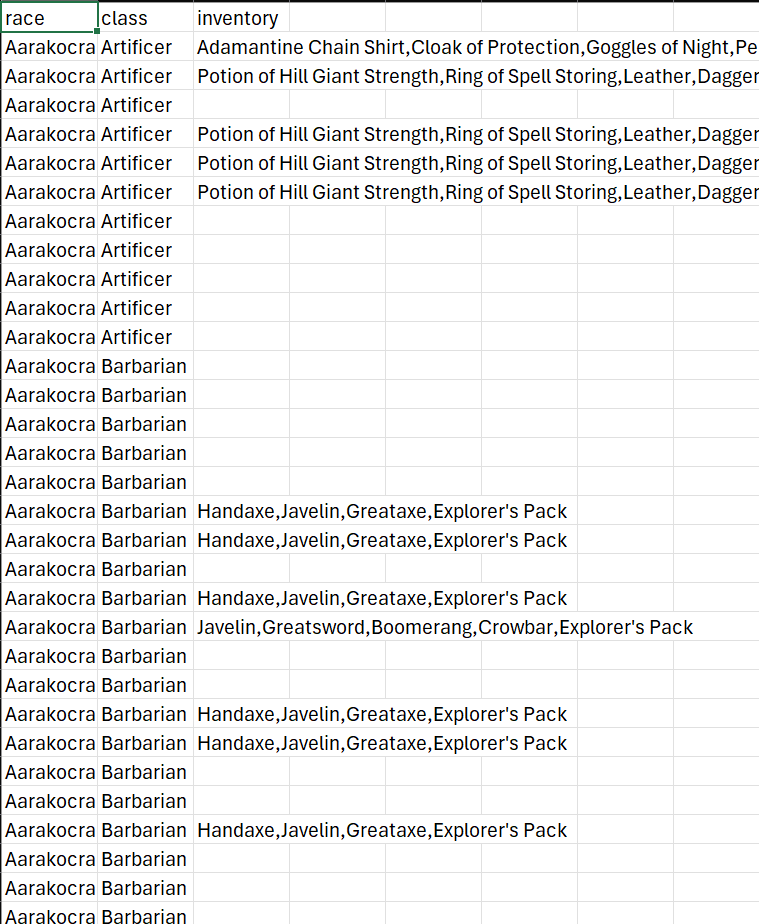 race class inventory
Aarakocra Artificer Adamantine Chain Shirt,Cloak of Protection,Goggles of Night,Pe
Aarakocra Artificer Potion of Hill Giant Strength,Ring of Spell Storing,Leather,Dagger
Aarakocra Artificer
Aarakocra Artificer Potion of Hill Giant Strength,Ring of Spell Storing,Leather,Dagger
Aarakocra Artificer Potion of Hill Giant Strength,Ring of Spell Storing,Leather,Dagger
Aarakocra Artificer Potion of Hill Giant Strength,Ring of Spell Storing,Leather,Dagger
Aarakocra Artificer
Aarakocra Artificer
Aarakocra Artificer
Aarakocra Artificer
Aarakocra Artificer
Aarakocra Barbarian
Aarakocra Barbarian
Aarakocra Barbarian
Aarakocra Barbarian
Aarakocra Barbarian
Aarakocra Barbarian Handaxe,Javelin,Greataxe,Explorer's Pack
Aarakocra Barbarian Handaxe,Javelin,Greataxe,Explorer's Pack
Aarakocra Barbarian
Aarakocra Barbarian Handaxe,Javelin,Greataxe,Explorer's Pack
Aarakocra Barbarian Javelin,Greatsword,Boomerang,Crowbar,Explorer's Pack
Aarakocra Barbarian
Aarakocra Barbarian
Aarakocra Barbarian Handaxe,Javelin,Greataxe,Explorer's Pack
Aarakocra Barbarian Handaxe,Javelin,Greataxe,Explorer's Pack
Aarakocra Barbarian
Aarakocra Barbarian
Aarakocra Barbarian Handaxe,Javelin,Greataxe,Explorer's Pack
Aarakocra Barbarian
Aarakocra Barbarian
Aarakocra Barbarian